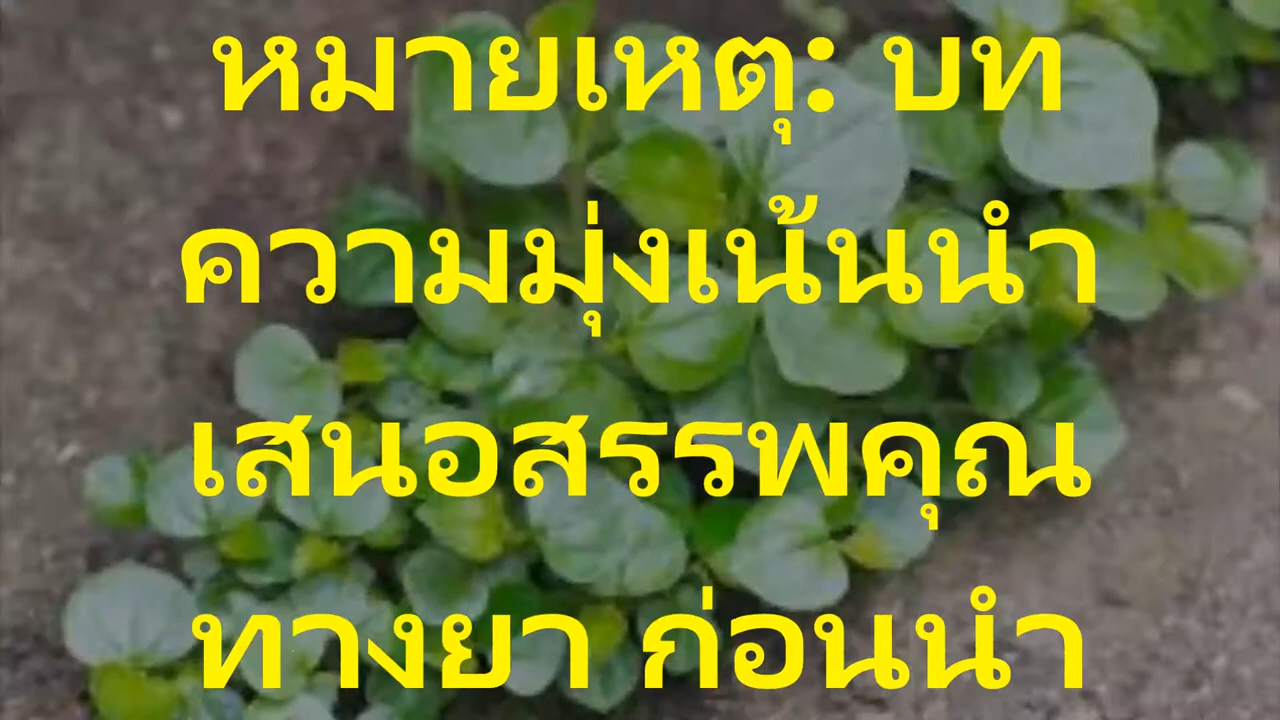 หมายเหตุ: บท
ความมุ่งเน้นนำ
เสนอสรรพคุณ
ทางยา ก่อนนำ